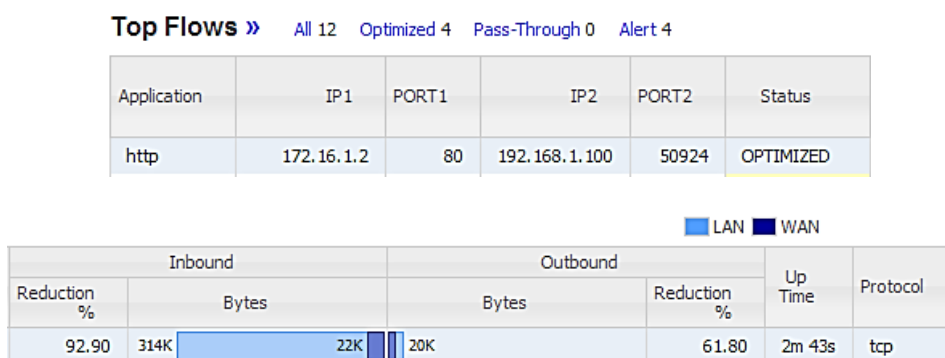 Top Flows » All 12 Optimized 4 Pass-Through 0 Alert 4
Application IP1 PORT1 IP2 PORT2 Status
http 172.16.1.2 80 192.168.1.100 50924 OPTIMIZED
LAN WAN
Inbound Outbound Up Time Protocol
Reduction % Bytes Bytes Reduction %
92.90 314K 22K 20K 61.80 2m 43s tcp